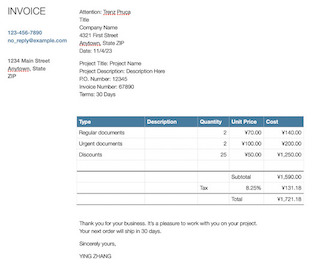 INVOICE
123-456-7890
no_reply@example.com
1234 Main Street
Anytown, State
ZIP
Attention: Trenz Pruca
Title
Company Name
4321 First Street
Anytown, State ZIP
Date: 11/4/23
Project Title: Project Name
Project Description: Description Here
P.O. Number: 12345
Invoice Number: 67890
Terms: 30 Days
Type Description Quantity Unit Price Cost
Regular documents 2 ¥70.00 ¥140.00
Urgent documents 2 ¥100.00 ¥200.00
Discounts 25 ¥50.00 ¥1,250.00
Subtotal ¥1,590.00
Tax 8.25% ¥131.18
Total ¥1,721.18
Thank you for your business. It's a pleasure to work with you on your project.
Your next order will ship in 30 days.
Sincerely yours,
YING ZHANG